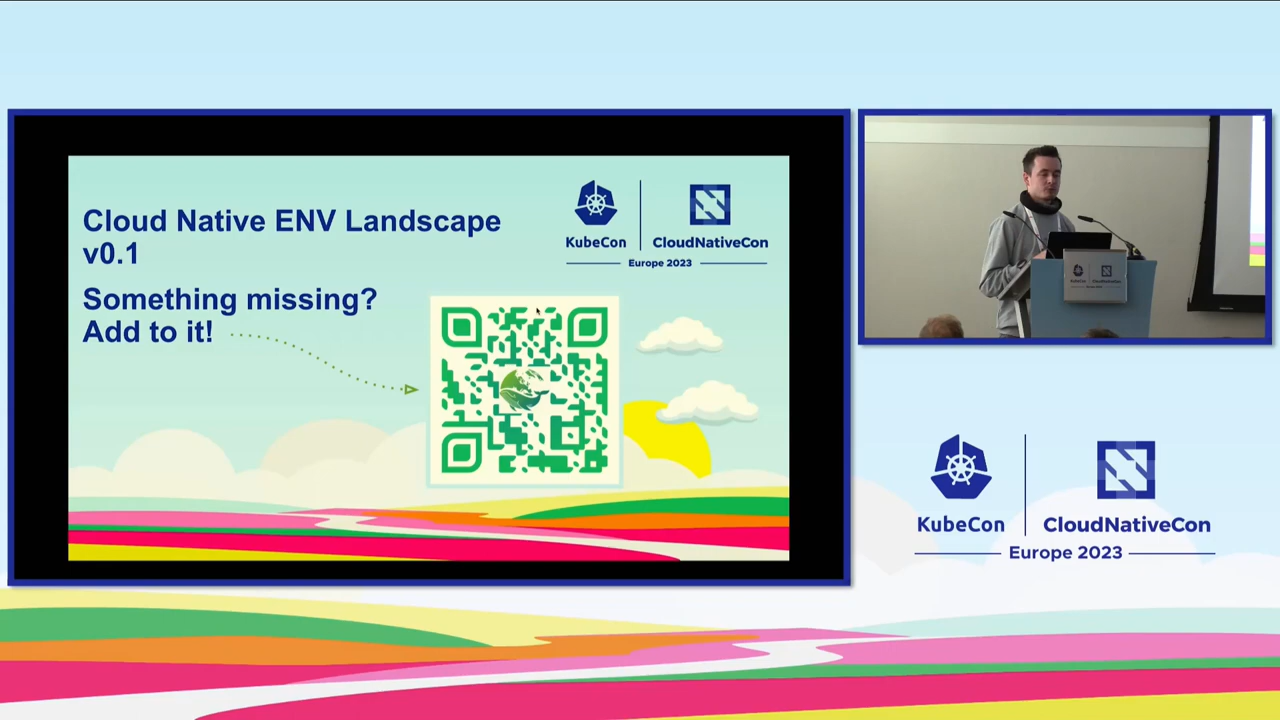 Cloud Native ENV Landscape
v0.1
Something missing?
Add to it!
KubeCon
CloudNativeCon
Europe 2023
KubeCon
CloudNativeCon
Europe 2023